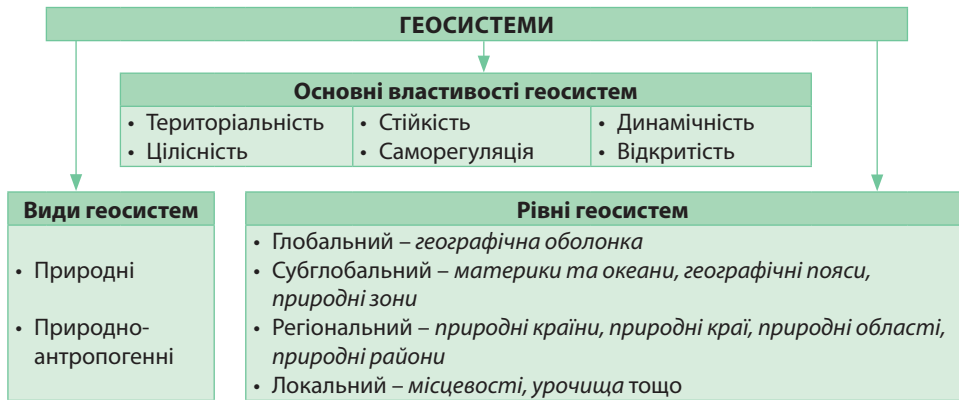 ГЕОСИСТЕМИ
Основні властивості геосистем
• Територіальність
• Цілісність
• Стійкість
• Саморегуляція
• Динамічність
• Відкритість
Види геосистем
• Природні
• Природно-
антропогенні
Рівні геосистем
• Глобальний – географічна оболонка
• Субглобальний – материки та океани, географічні пояси,
природні зони
• Регіональний – природні країни, природні краї, природні області,
природні райони
• Локальний – місцевості, урочища тощо